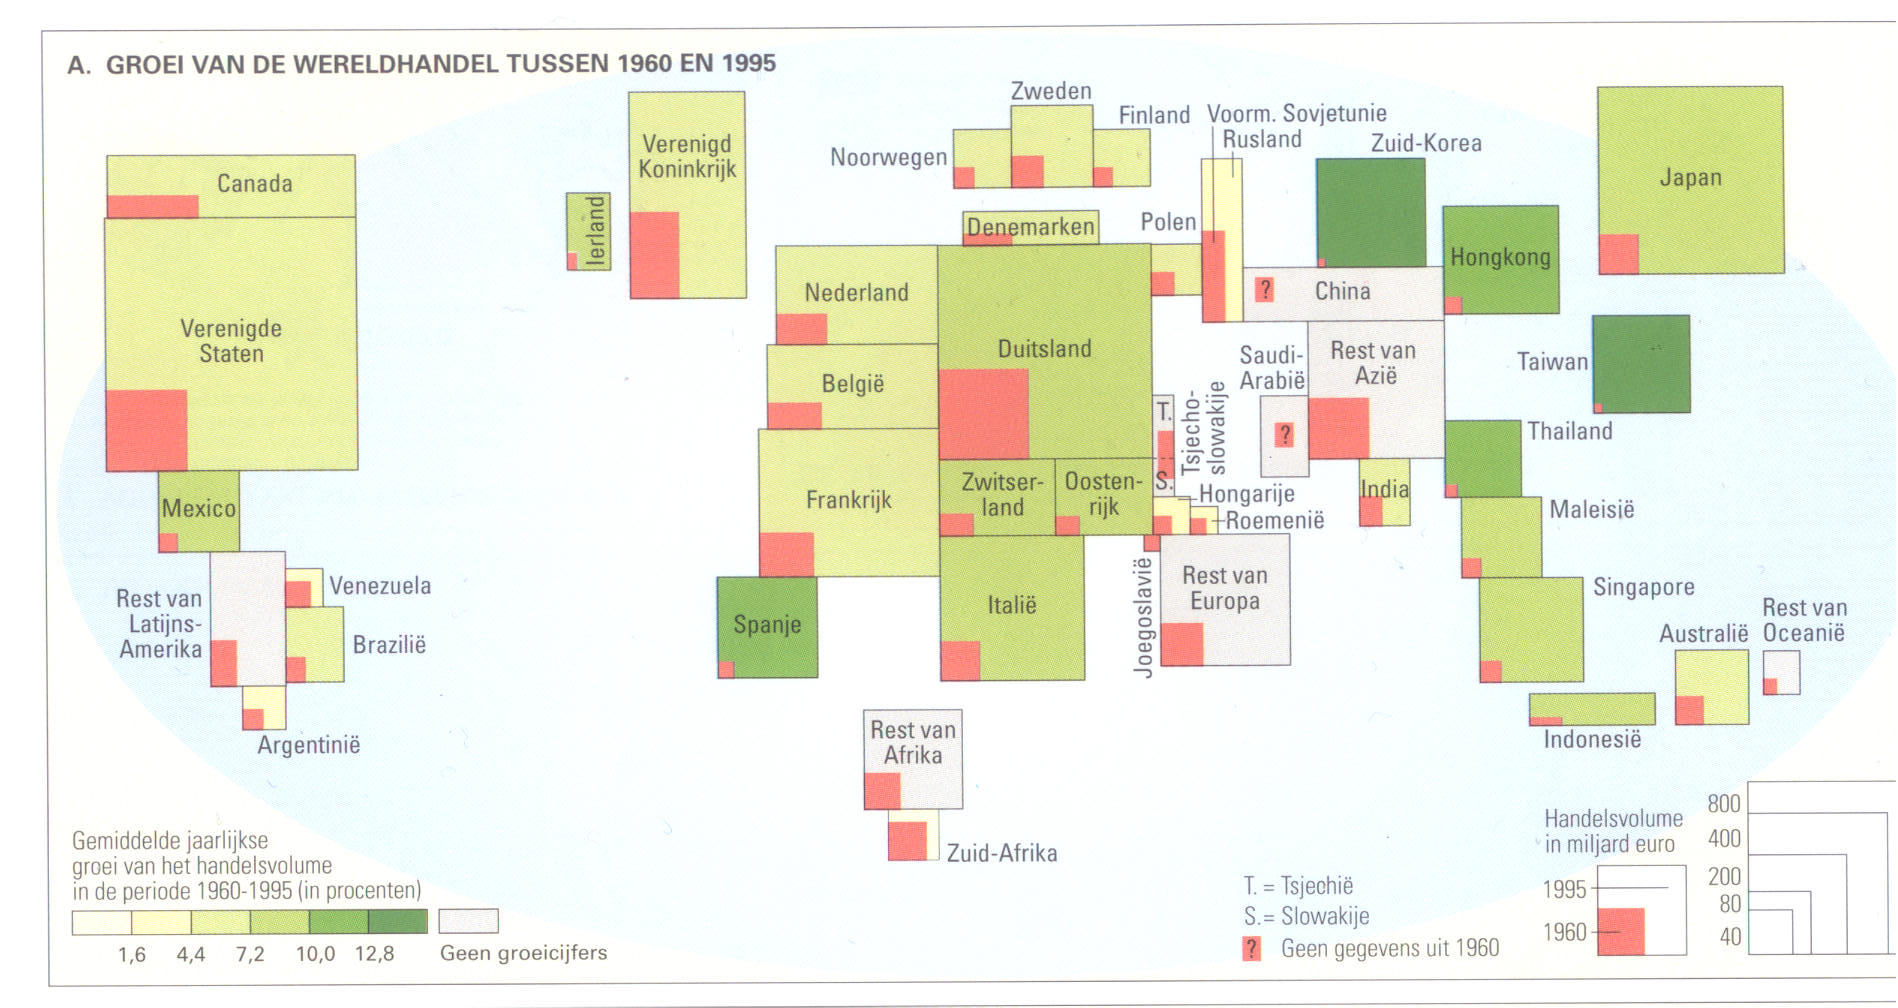 A. GROEI VAN DE WERELDHANDEL TUSSEN 1960 EN 1995
Canada
Verenigde
Staten
Mexico
Rest van
Latijns-
Amerika
Venezuela
Brazilië
Argentinië
Ierland
Verenigd
Koninkrijk
Noorwegen
Zweden
Finland
Denemarken
Nederland
België
Frankrijk
Spanje
Duitsland
Zwitser-
land
Oosten-
rijk
Italië
Polen
Voorm. Sovjetunie
Rusland
T.
S.
Tsjecho-
slowakije
Hongarije
Roemenië
Joegoslavië
Rest van
Europa
Rest van
Afrika
Zuid-Afrika
Zuid-Korea
?
China
Hongkong
Japan
Saudi-
Arabië
?
Rest van
Azië
India
Taiwan
Thailand
Maleisië
Singapore
Indonesië
Australië
Rest van
Oceanië
Gemiddelde jaarlijkse
groei van het handelsvolume
in de periode 1960-1995 (in procenten)
1,6 4,4 7,2 10,0 12,8
Geen groeicijfers
T. = Tsjechië
S. = Slowakije
? Geen gegevens uit 1960
Handelsvolume
in miljard euro
1995
1960
800
400
200
80
40